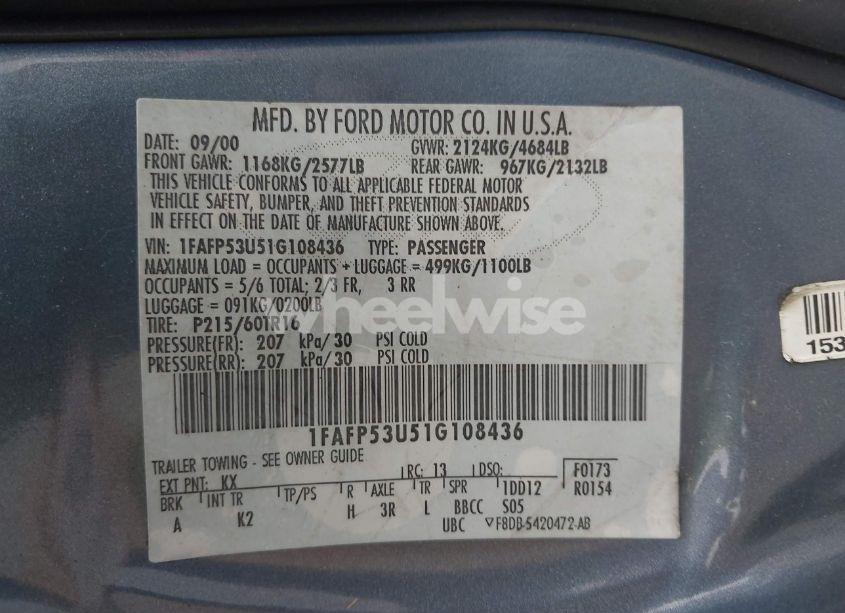 MFD. BY FORD MOTOR CO. IN U.S.A.
DATE: 09/00 GVWR: 2124KG/4684LB
FRONT GAWR: 1168KG/2577LB REAR GAWR: 967KG/2132LB
THIS VEHICLE CONFORMS TO ALL APPLICABLE FEDERAL MOTOR
VEHICLE SAFETY, BUMPER, AND THEFT PREVENTION STANDARDS
IN EFFECT ON THE DATE OF MANUFACTURE SHOWN ABOVE.
VIN: 1FAFP53U51G108436 TYPE: PASSENGER
MAXIMUM LOAD = OCCUPANTS + LUGGAGE = 499KG/1100LB
OCCUPANTS = 5/6 TOTAL; 2/3 FR, 3 RR
LUGGAGE = 091KG/0200LB
wheelwise
TIRE: P215/60TR16
PRESSURE(FR): 207 kPa/30 PSI COLD
PRESSURE(RR): 207 kPa/30 PSI COLD
153
1FAFP53U51G108436
TRAILER TOWING - SEE OWNER GUIDE
EXT PNT: KX RC: 13 DSO: F0173
BRK INT TR TP/PS R AXLE TR SPR 1DD12 R0154
A K2 H 3R L BBCC S05
UBC F8DB-5420472-AB